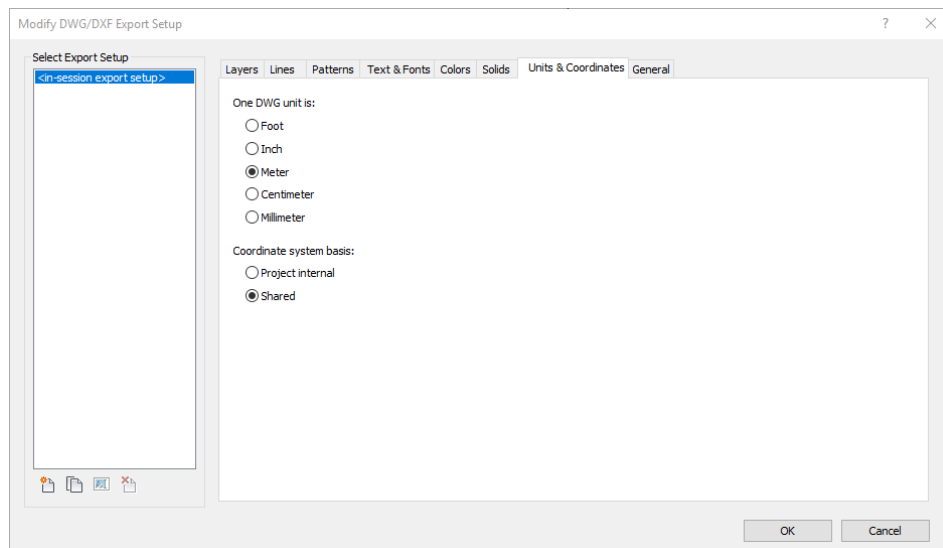 Modify DWG/DXF Export Setup
?
Select Export Setup
<in-session export setup>
Layers Lines Patterns Text & Fonts Colors Solids Units & Coordinates General
One DWG unit is:
Foot
Inch
Meter
Centimeter
Millimeter
Coordinate system basis:
Project internal
Shared
OK Cancel